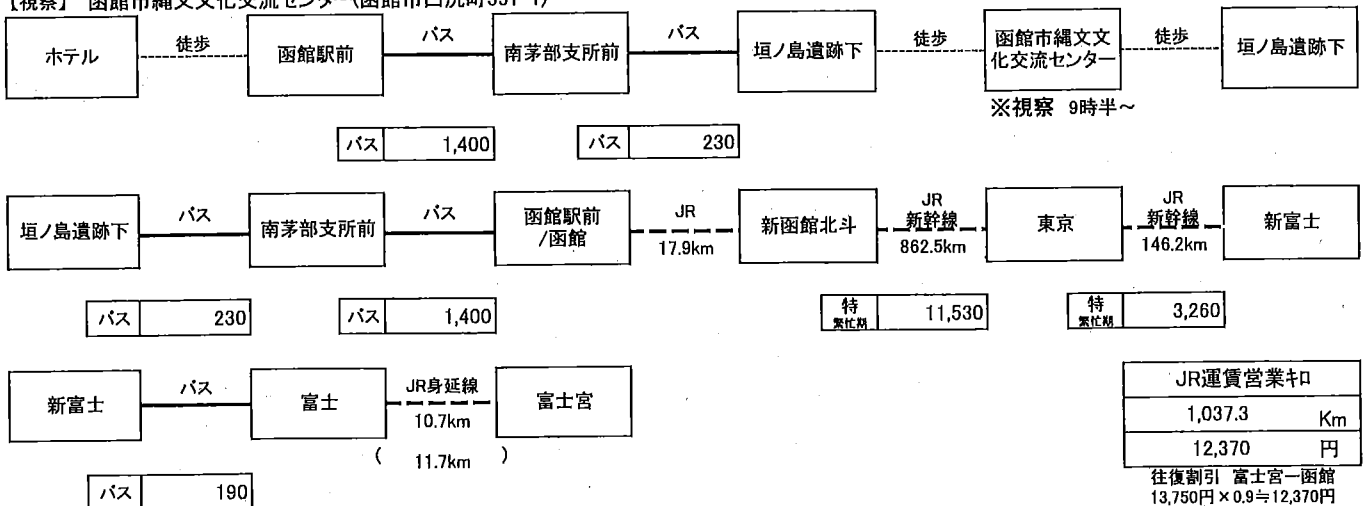 【視察】 函館市縄文文化交流センター(函館市臼尻町551-1)
ホテル 徒歩 函館駅前 バス 南茅部支所前 バス 垣ノ島遺跡下 徒歩 函館市縄文文化交流センター 徒歩 垣ノ島遺跡下
※視察 9時半～
バス 1,400 バス 230
垣ノ島遺跡下 バス 南茅部支所前 バス 函館駅前/函館 JR 17.9km 新函館北斗 JR新幹線 862.5km 東京 JR新幹線 146.2km 新富士
バス 230 バス 1,400 特繁忙期 11,530 特繁忙期 3,260
新富士 バス 富士 JR身延線 10.7km 富士宮
( 11.7km )
バス 190
JR運賃営業キロ
1,037.3 Km
12,370 円
往復割引 富士宮ー函館
13,750円×0.9≒12,370円